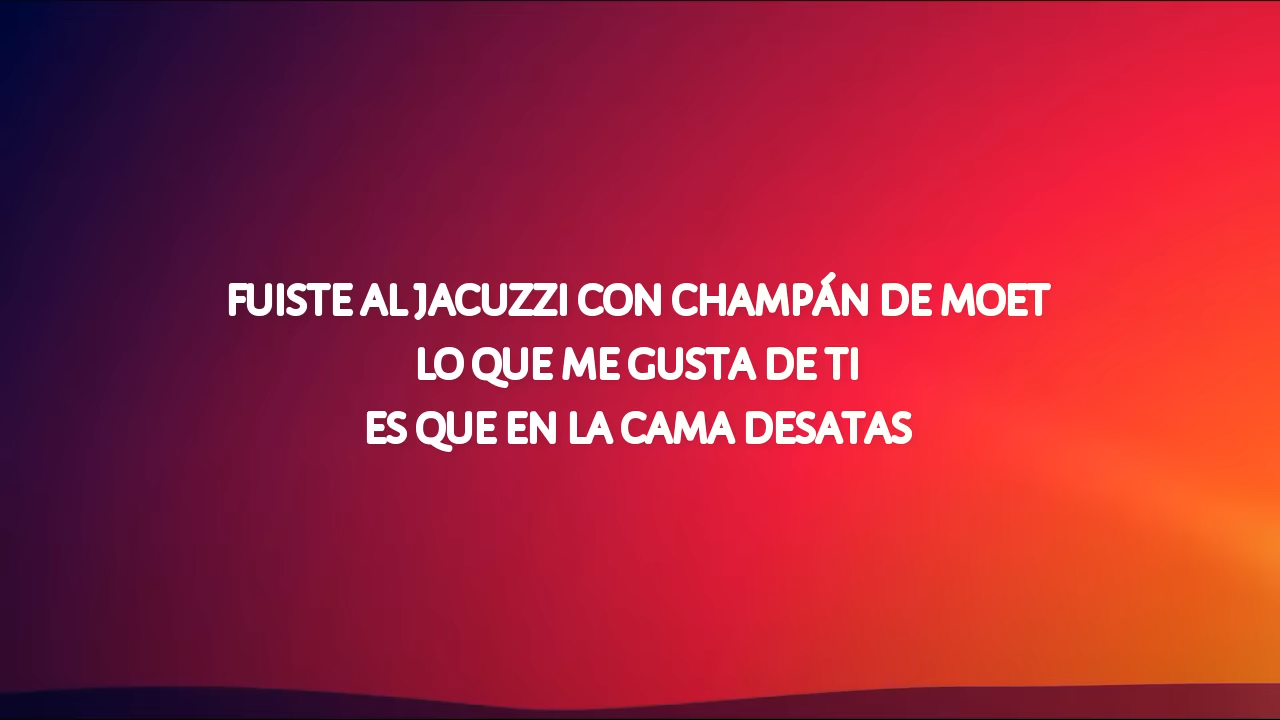 FUISTE AL JACUZZI CON CHAMPÁN DE MOET
LO QUE ME GUSTA DE TI
ES QUE EN LA CAMA DESATAS